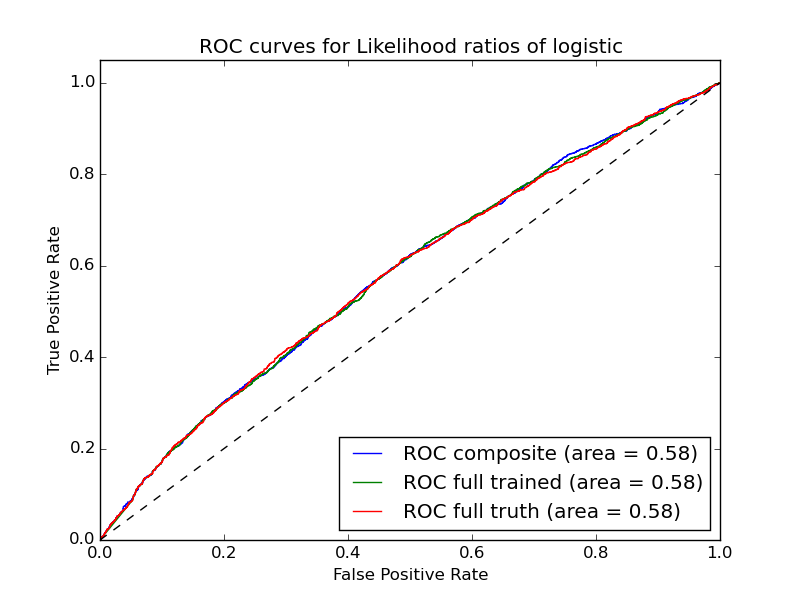 ROC curves for Likelihood ratios of logistic
True Positive Rate
1.0
0.8
0.6
0.4
0.2
0.0
ROC composite (area = 0.58)
ROC full trained (area = 0.58)
ROC full truth (area = 0.58)
0.0 0.2 0.4 0.6 0.8 1.0
False Positive Rate